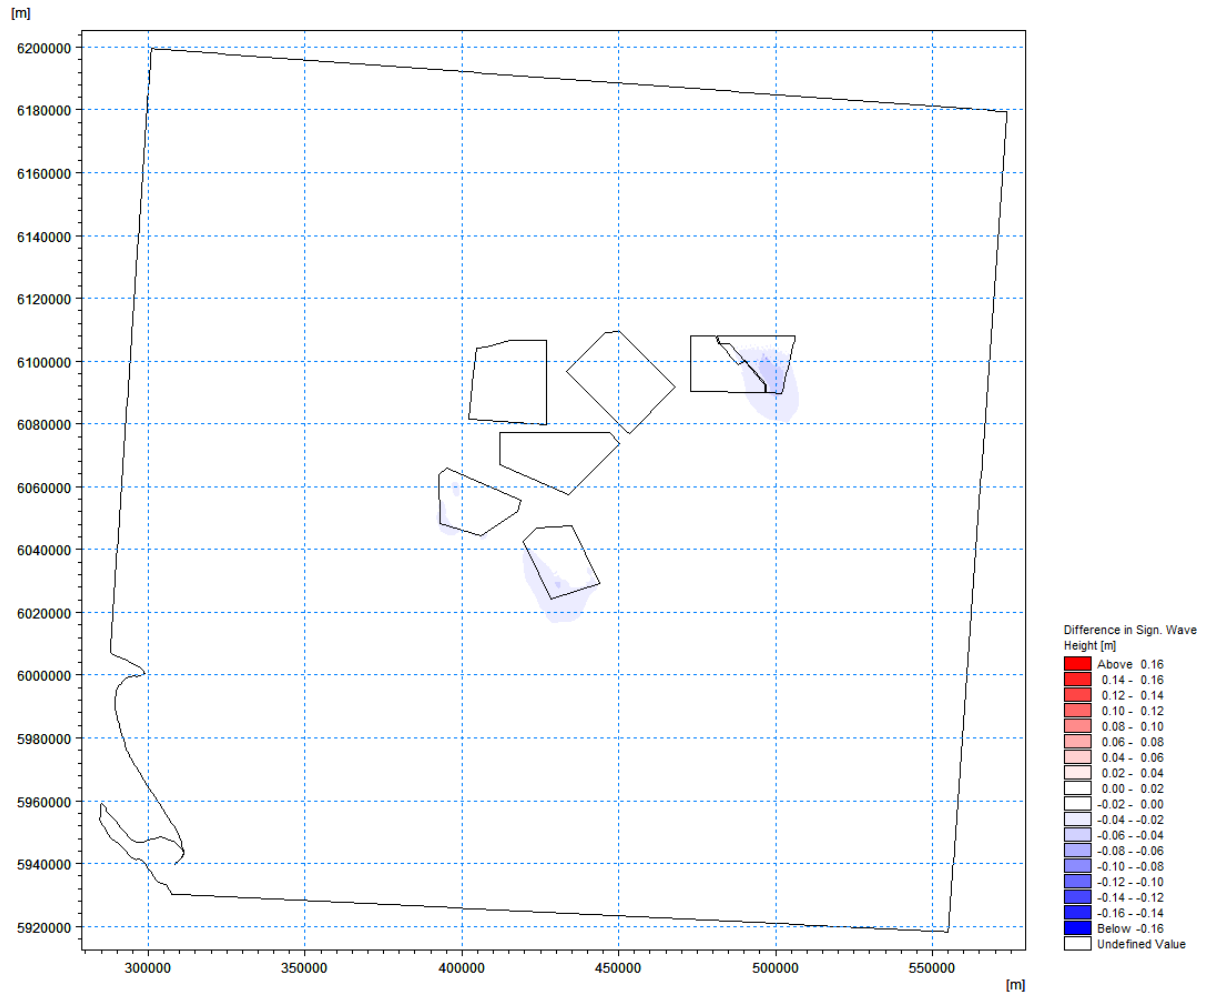 [m]
6200000
6180000
6160000
6140000
6120000
6100000
6080000
6060000
6040000
6020000
6000000
5980000
5960000
5940000
5920000
300000 350000 400000 450000 500000 550000
[m]
Difference in Sign. Wave
Height [m]
Above 0.16
0.14 - 0.16
0.12 - 0.14
0.10 - 0.12
0.08 - 0.10
0.06 - 0.08
0.04 - 0.06
0.02 - 0.04
0.00 - 0.02
-0.02 - 0.00
-0.04 - -0.02
-0.06 - -0.04
-0.08 - -0.06
-0.10 - -0.08
-0.12 - -0.10
-0.14 - -0.12
-0.16 - -0.14
Below -0.16
Undefined Value